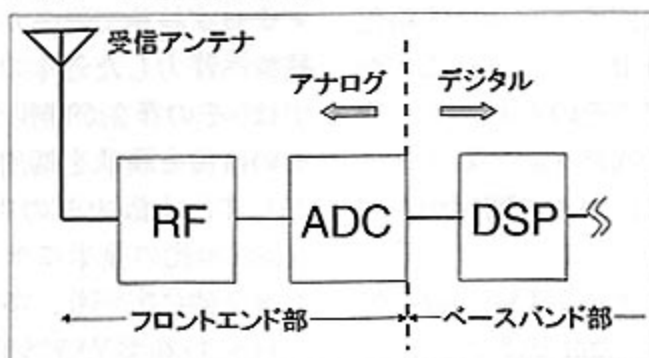 受信アンテナ
アナログ
デジタル
RF
ADC
DSP
フロントエンド部
ベースバンド部